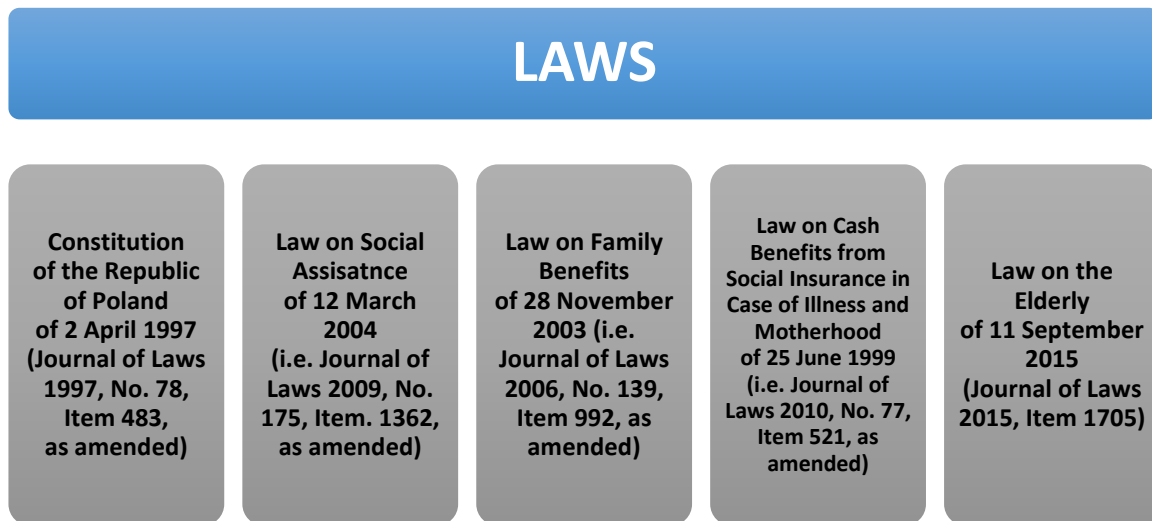 LAWS
Constitution
of the Republic
of Poland
of 2 April 1997
(Journal of Laws
1997, No. 78,
Item 483,
as amended)
Law on Social
Assisatnce
of 12 March
2004
(i.e. Journal of
Laws 2009, No.
175, Item. 1362,
as amended)
Law on Family
Benefits
of 28 November
2003 (i.e.
Journal of Laws
2006, No. 139,
Item 992, as
amended)
Law on Cash
Benefits from
Social Insurance in
Case of Illness and
Motherhood
of 25 June 1999
(i.e. Journal of
Laws 2010, No. 77,
Item 521, as
amended)
Law on the
Elderly
of 11 September
2015
(Journal of Laws
2015, Item 1705)